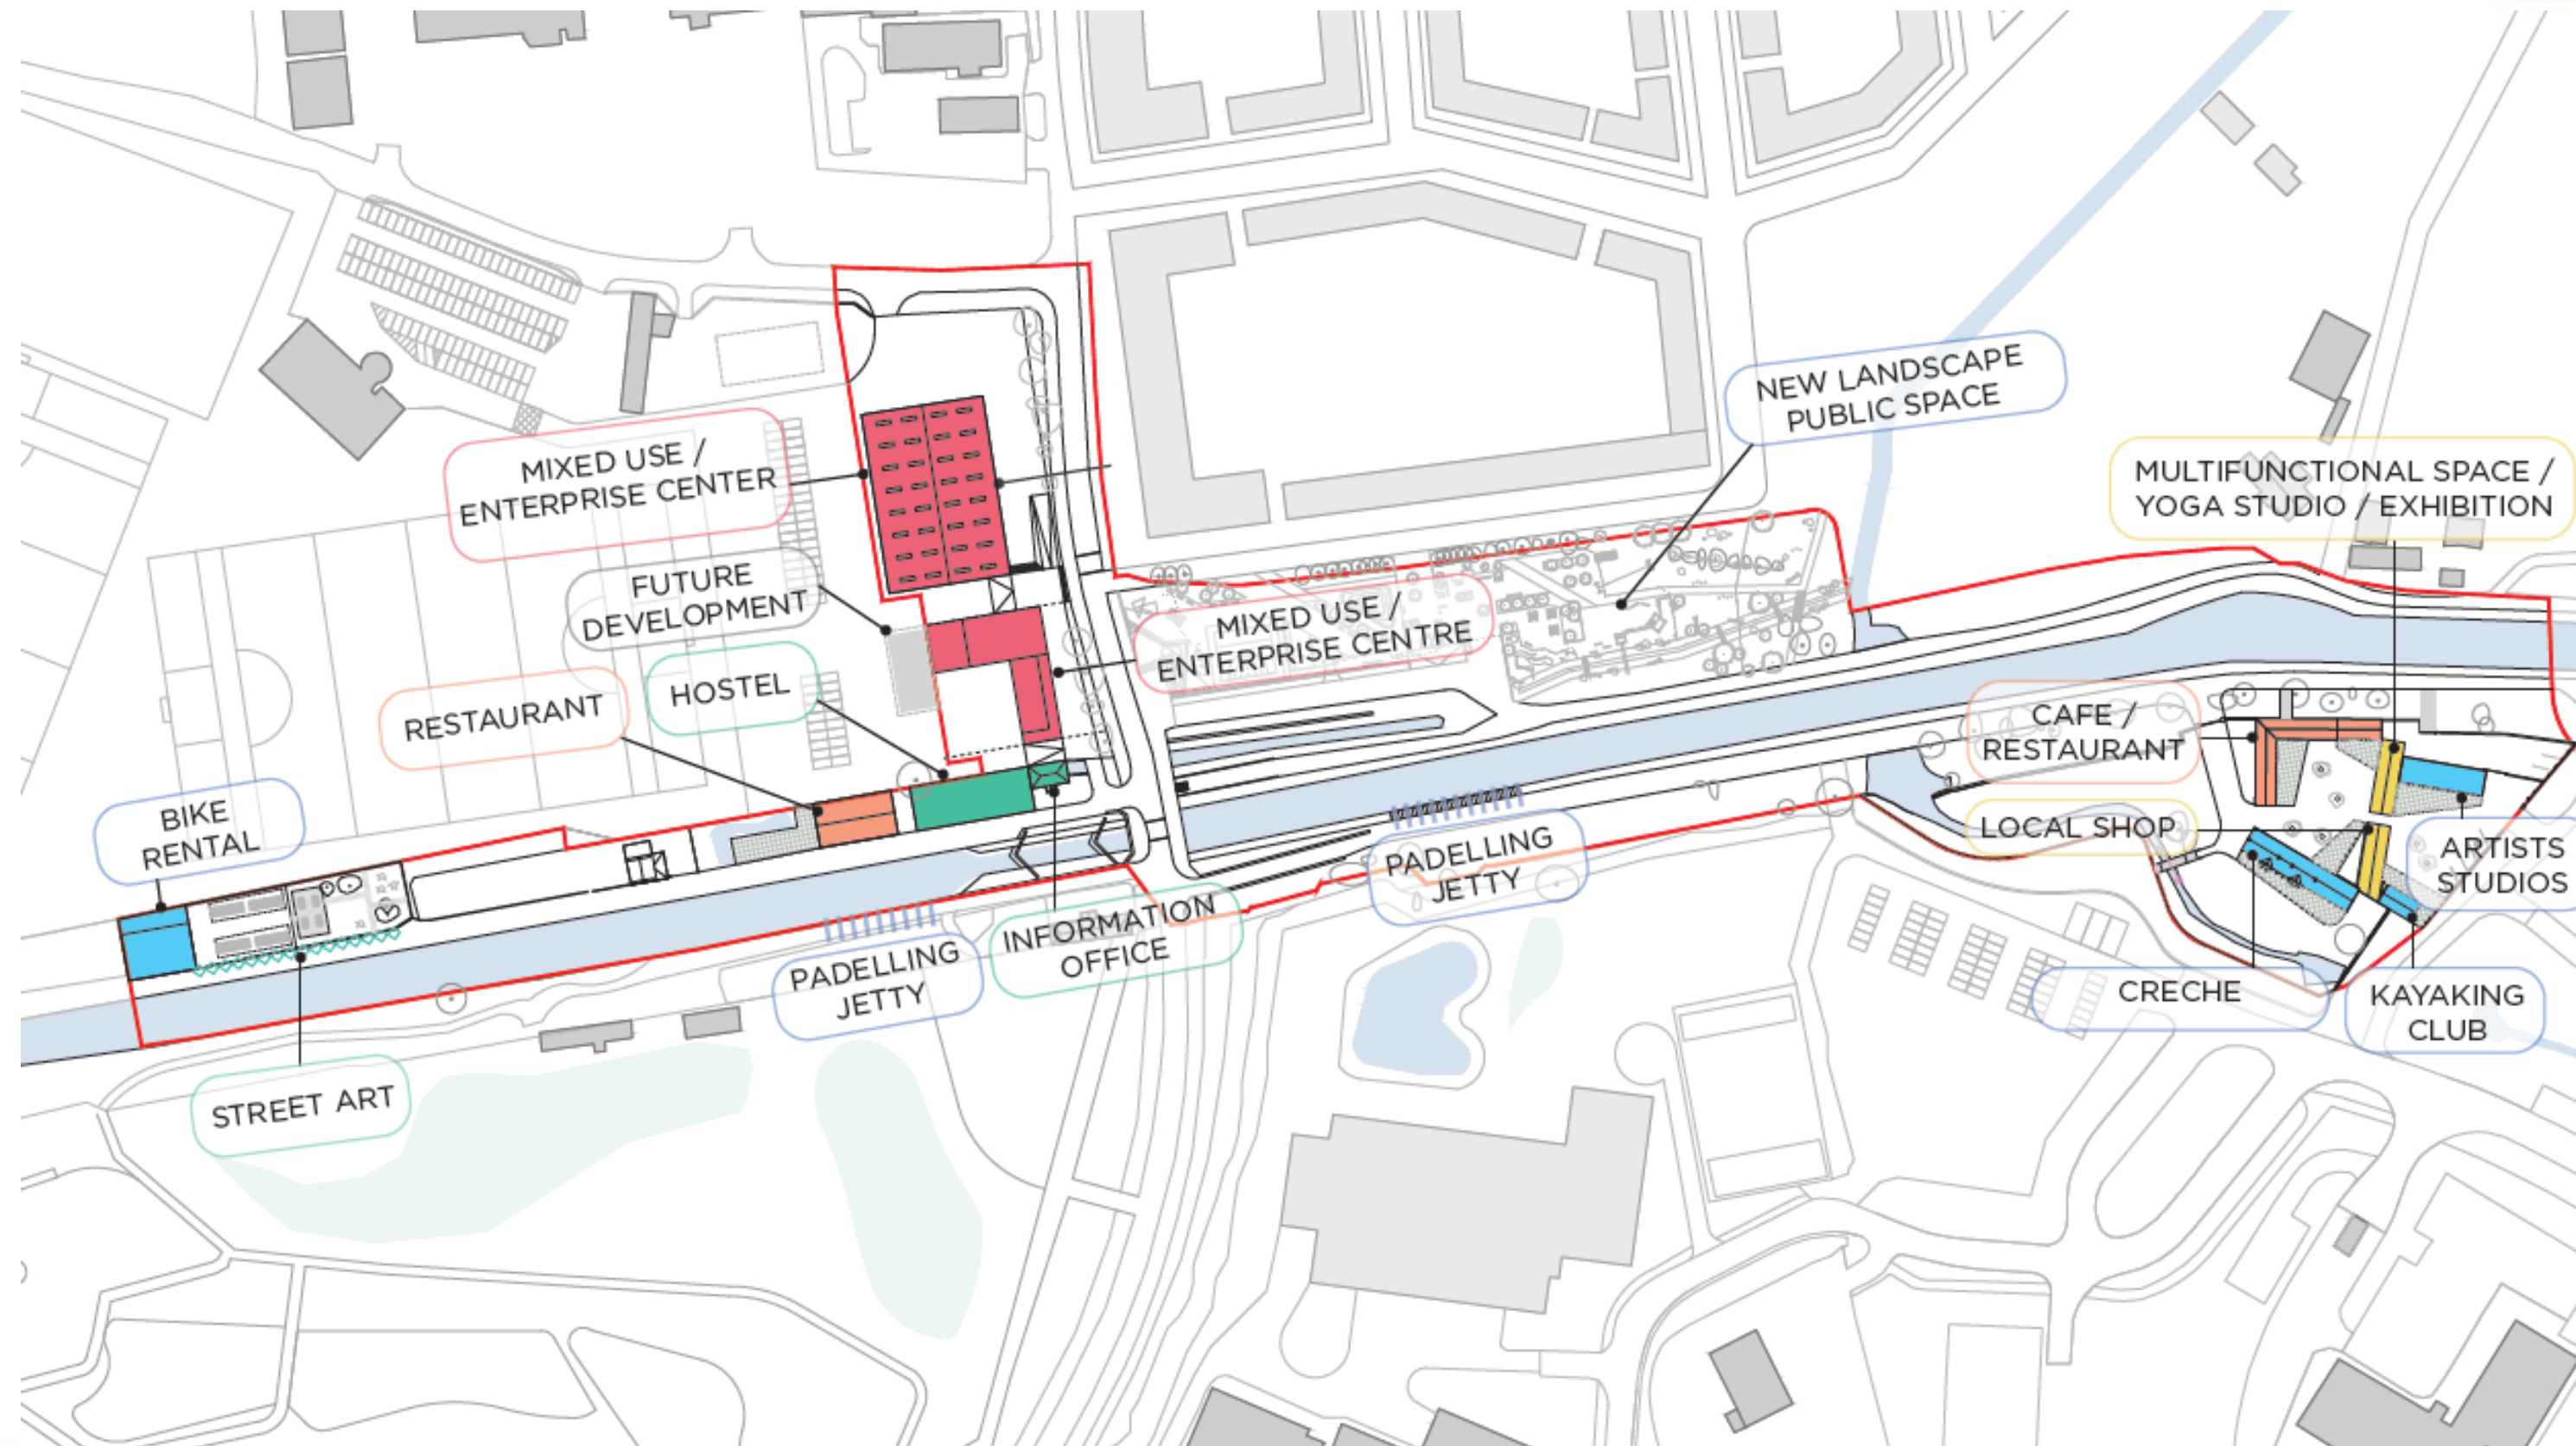 NEW LANDSCAPE
PUBLIC SPACE
MIXED USE /
ENTERPRISE CENTER
MULTIFUNCTIONAL SPACE /
YOGA STUDIO / EXHIBITION
FUTURE
DEVELOPMENT
MIXED USE /
ENTERPRISE CENTRE
HOSTEL
RESTAURANT
CAFE /
RESTAURANT
BIKE
RENTAL
LOCAL SHOP
PADELLING
JETTY
ARTISTS
STUDIOS
INFORMATION
OFFICE
PADELLING
JETTY
CRECHE
KAYAKING
CLUB
STREET ART